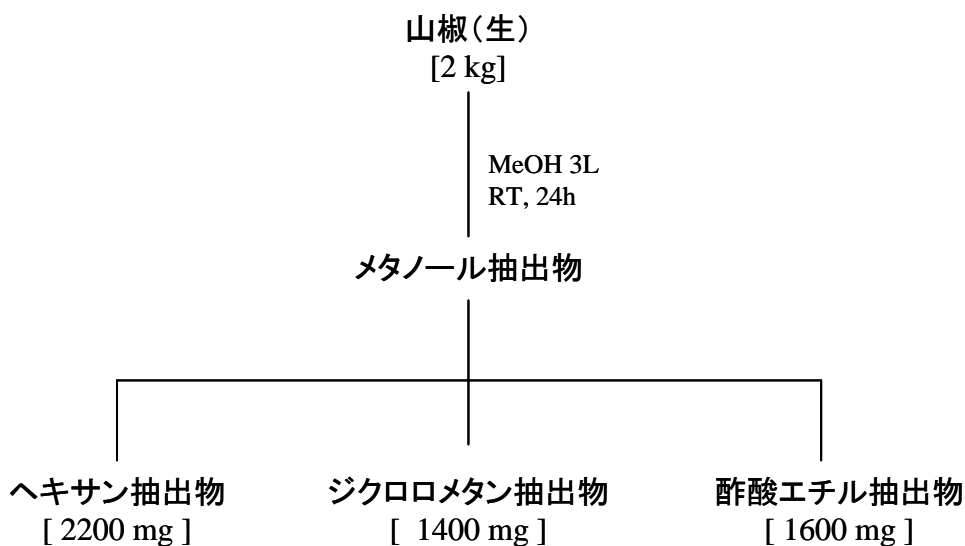 山椒(生)
[2 kg]
MeOH 3L
RT, 24h
メタノール抽出物
ヘキサン抽出物
[ 2200 mg ]
ジクロロメタン抽出物
[ 1400 mg ]
酢酸エチル抽出物
[ 1600 mg ]